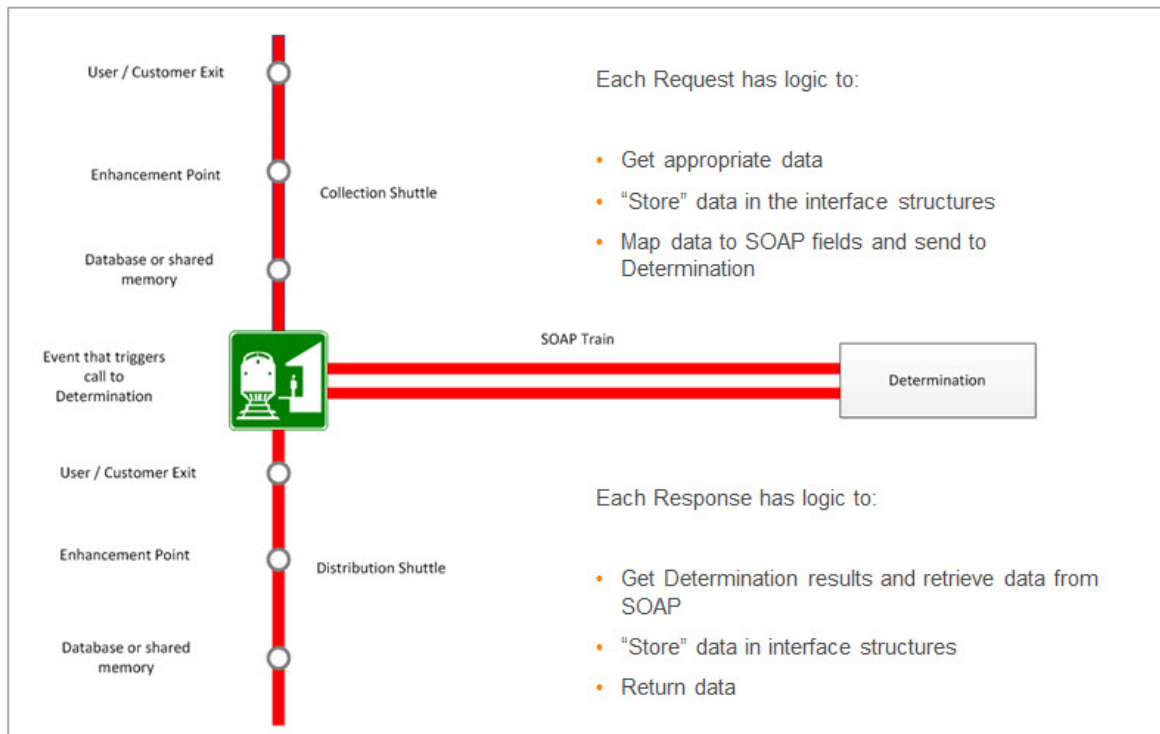 User / Customer Exit
Enhancement Point
Collection Shuttle
Database or shared
memory
Each Request has logic to:
• Get appropriate data
• “Store” data in the interface structures
• Map data to SOAP fields and send to
Determination
Event that triggers
call to
Determination
SOAP Train
Determination
User / Customer Exit
Enhancement Point
Distribution Shuttle
Database or shared
memory
Each Response has logic to:
• Get Determination results and retrieve data from
SOAP
• “Store” data in interface structures
• Return data